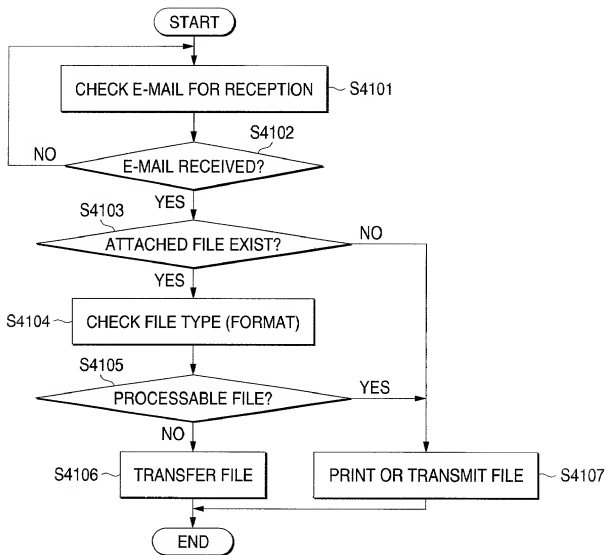 START
CHECK E-MAIL FOR RECEPTION
S4101
S4102
NO
E-MAIL RECEIVED?
YES
S4103
ATTACHED FILE EXIST?
NO
YES
S4104
CHECK FILE TYPE (FORMAT)
S4105
PROCESSABLE FILE?
YES
NO
S4106
TRANSFER FILE
PRINT OR TRANSMIT FILE
S4107
END